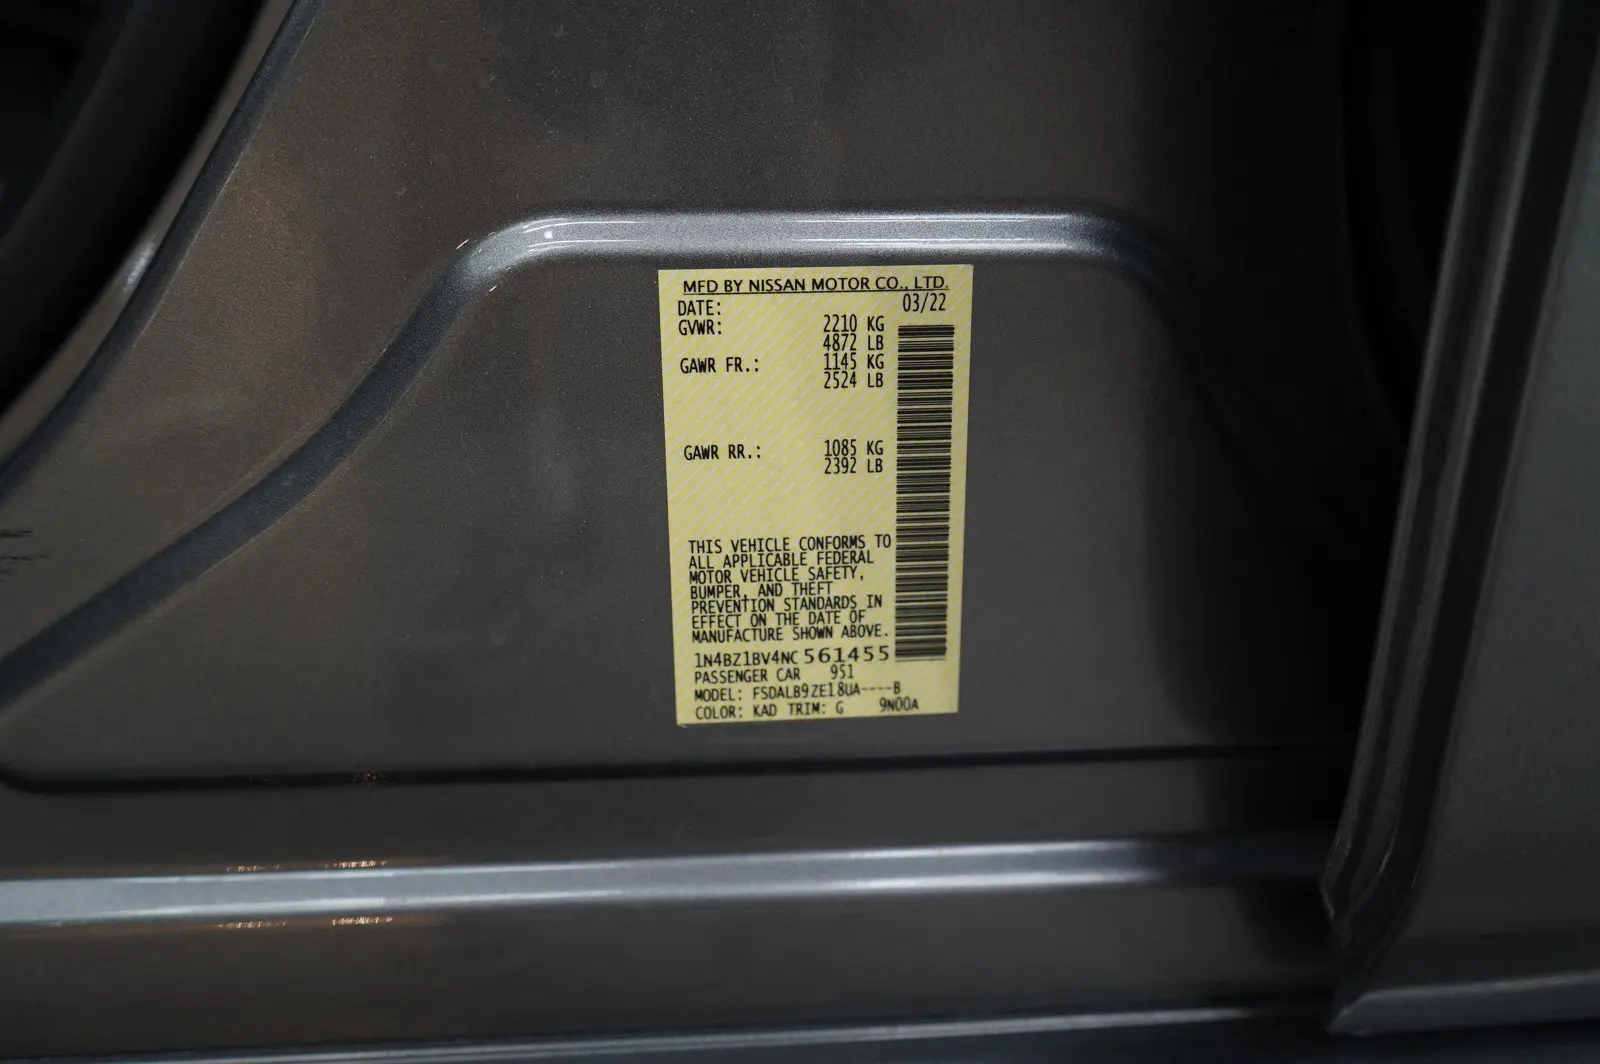 MFD BY NISSAN MOTOR CO., LTD.
DATE: 03/22
GVWR: 2210 KG
4872 LB
GAWR FR.: 1145 KG
2524 LB
GAWR RR.: 1085 KG
2392 LB
THIS VEHICLE CONFORMS TO
ALL APPLICABLE FEDERAL
MOTOR VEHICLE SAFETY,
BUMPER, AND THEFT
PREVENTION STANDARDS IN
EFFECT ON THE DATE OF
MANUFACTURE SHOWN ABOVE.
1N4BZ1BV4NC561455
PASSENGER CAR 951
MODEL: FSDALB9ZE18UA----B
COLOR: KAD TRIM: G 9N00A